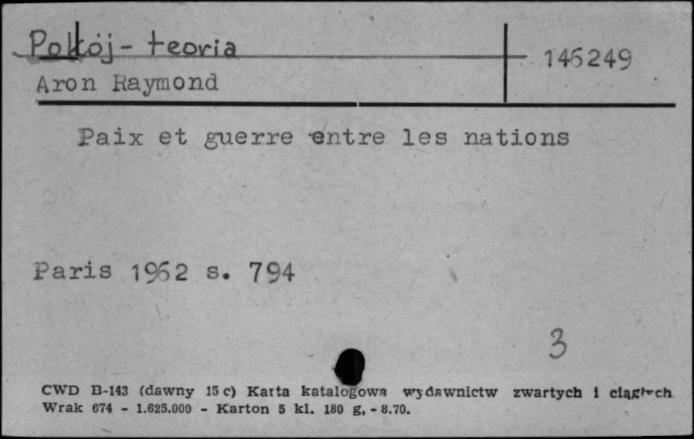 Pokój - teoria
146249
Aron Raymond
Paix et guerre entre les nations
Paris 1962 s. 794
3
CWD B-143 (dawny 15 c) Karta katalogowa wydawnictw zwartych i ciągłych
Wrak 674 - 1.625.000 - Karton 5 kl. 180 g, - 8.70.